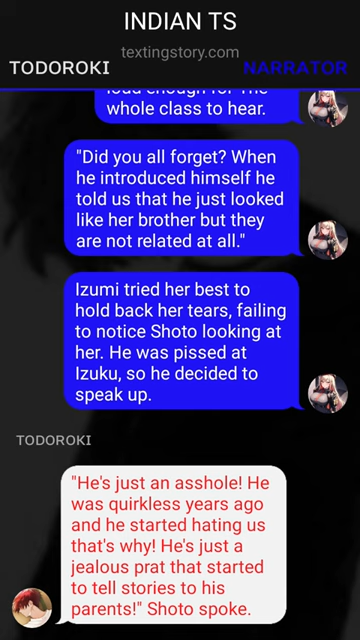 INDIAN TS
textingstory.com
TODOROKI NARRATOR
loud enough for The
whole class to hear.
"Did you all forget? When
he introduced himself he
told us that he just looked
like her brother but they
are not related at all."
Izumi tried her best to
hold back her tears, failing
to notice Shoto looking at
her. He was pissed at
Izuku, so he decided to
speak up.
TODOROKI
"He's just an asshole! He
was quirkless years ago
and he started hating us
that's why! He's just a
jealous prat that started
to tell stories to his
parents!" Shoto spoke.